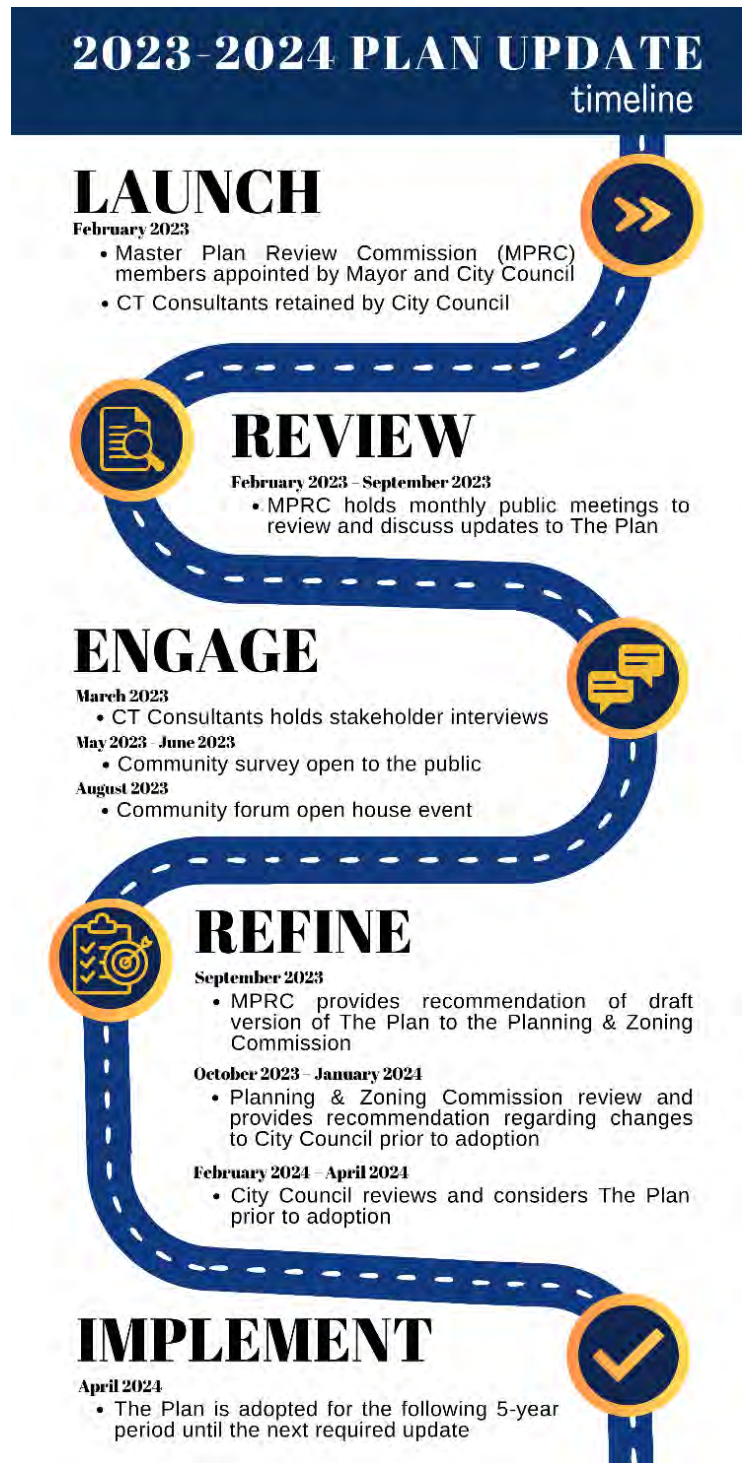 2023-2024 PLAN UPDATE
timeline
LAUNCH
February 2023
• Master Plan Review Commission (MPRC)
members appointed by Mayor and City Council
• CT Consultants retained by City Council
REVIEW
February 2023 – September 2023
• MPRC holds monthly public meetings to
review and discuss updates to The Plan
ENGAGE
March 2023
• CT Consultants holds stakeholder interviews
May 2023 - June 2023
• Community survey open to the public
August 2023
• Community forum open house event
REFINE
September 2023
• MPRC provides recommendation of draft
version of The Plan to the Planning & Zoning
Commission
October 2023 – January 2024
• Planning & Zoning Commission review and
provides recommendation regarding changes
to City Council prior to adoption
February 2024 – April 2024
• City Council reviews and considers The Plan
prior to adoption
IMPLEMENT
April 2024
• The Plan is adopted for the following 5-year
period until the next required update